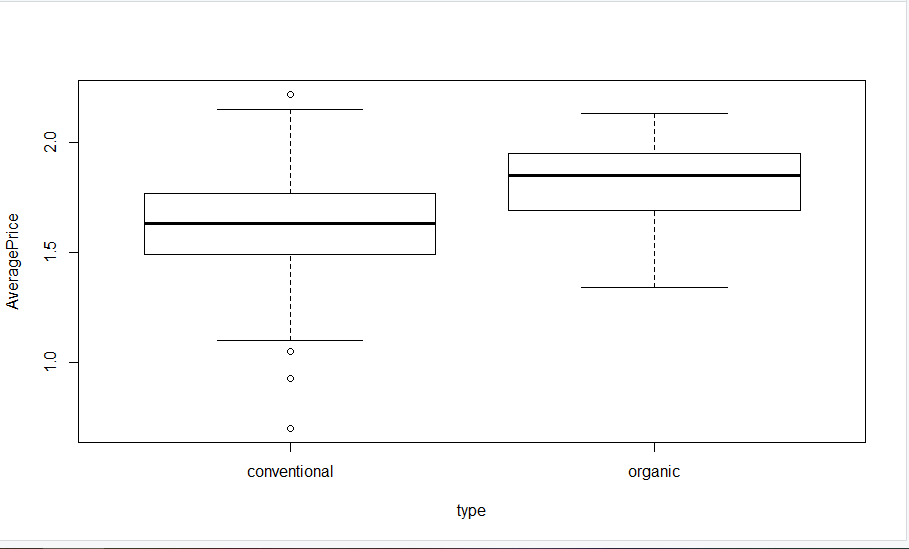 AveragePrice
2.0
1.5
1.0
conventional organic
type